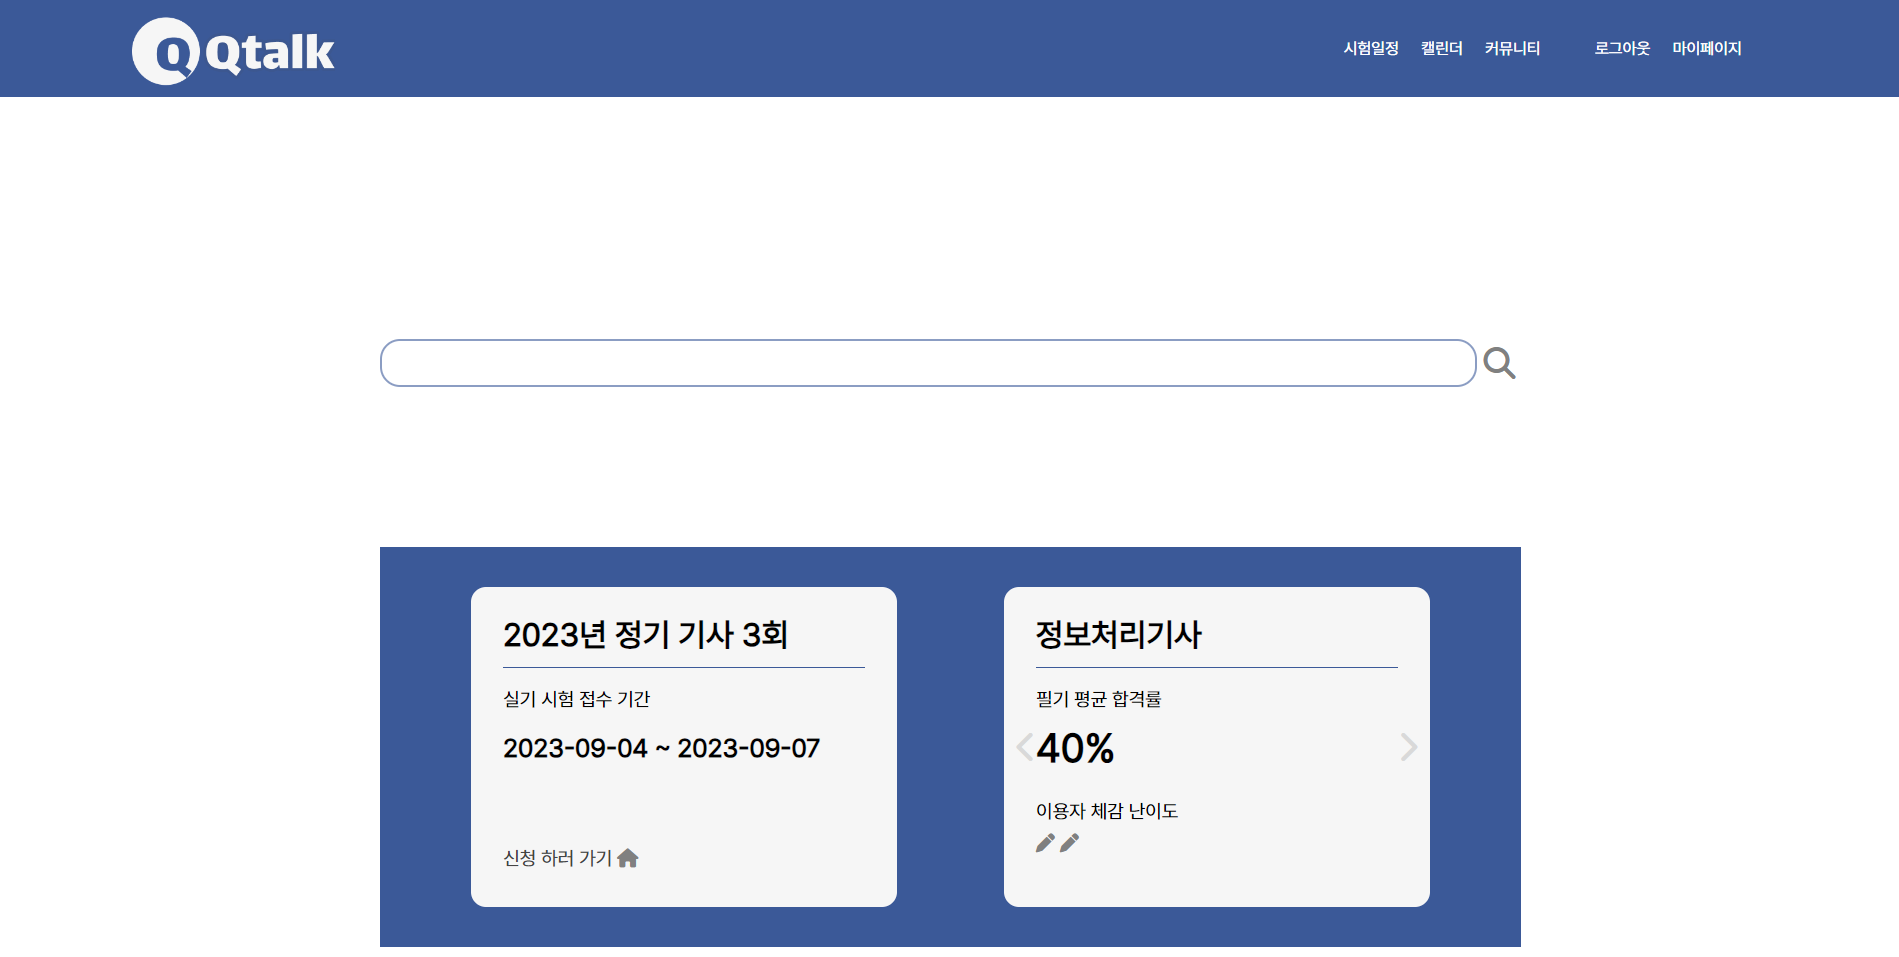 Qtalk
시험일정 캘린더 커뮤니티 로그아웃 마이페이지
2023년 정기 기사 3회
실기 시험 접수 기간
2023-09-04 ~ 2023-09-07
신청 하러 가기
정보처리기사
필기 평균 합격률
40%
이용자 체감 난이도